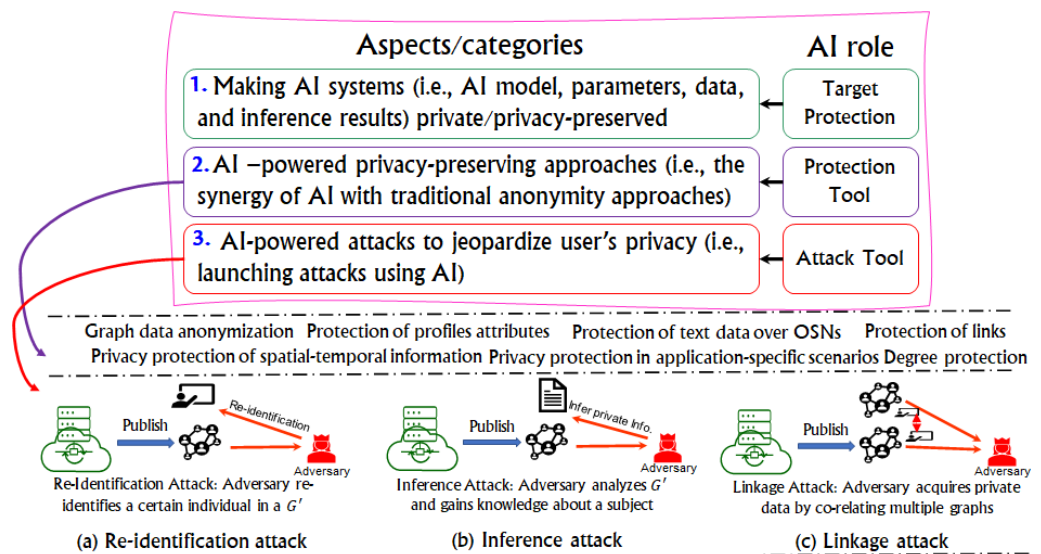 Aspects/categories
AI role
1. Making AI systems (i.e., AI model, parameters, data,
and inference results) private/privacy-preserved
Target
Protection
2. AI –powered privacy-preserving approaches (i.e., the
synergy of AI with traditional anonymity approaches)
Protection
Tool
3. AI-powered attacks to jeopardize user's privacy (i.e.,
launching attacks using AI)
Attack Tool
Graph data anonymization Protection of profiles attributes Protection of text data over OSNs Protection of links
Privacy protection of spatial-temporal information Privacy protection in application-specific scenarios Degree protection
Publish
Re-identification
Adversary
Re-Identification Attack: Adversary re-
identifies a certain individual in a G′
(a) Re-identification attack
Publish
Infer private Info.
Adversary
Inference Attack: Adversary analyzes G′
and gains knowledge about a subject
(b) Inference attack
Publish
Adversary
Linkage Attack: Adversary acquires private
data by co-relating multiple graphs
(c) Linkage attack